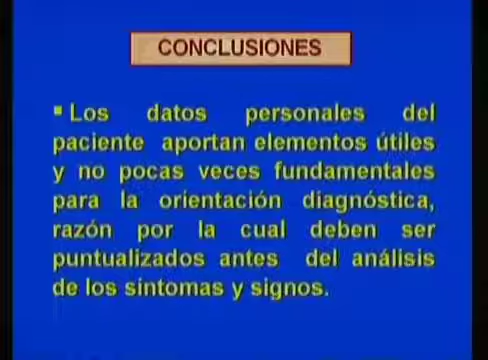 CONCLUSIONES
▪ Los datos personales del
paciente aportan elementos útiles
y no pocas veces fundamentales
para la orientación diagnóstica,
razón por la cual deben ser
puntualizados antes del análisis
de los síntomas y signos.